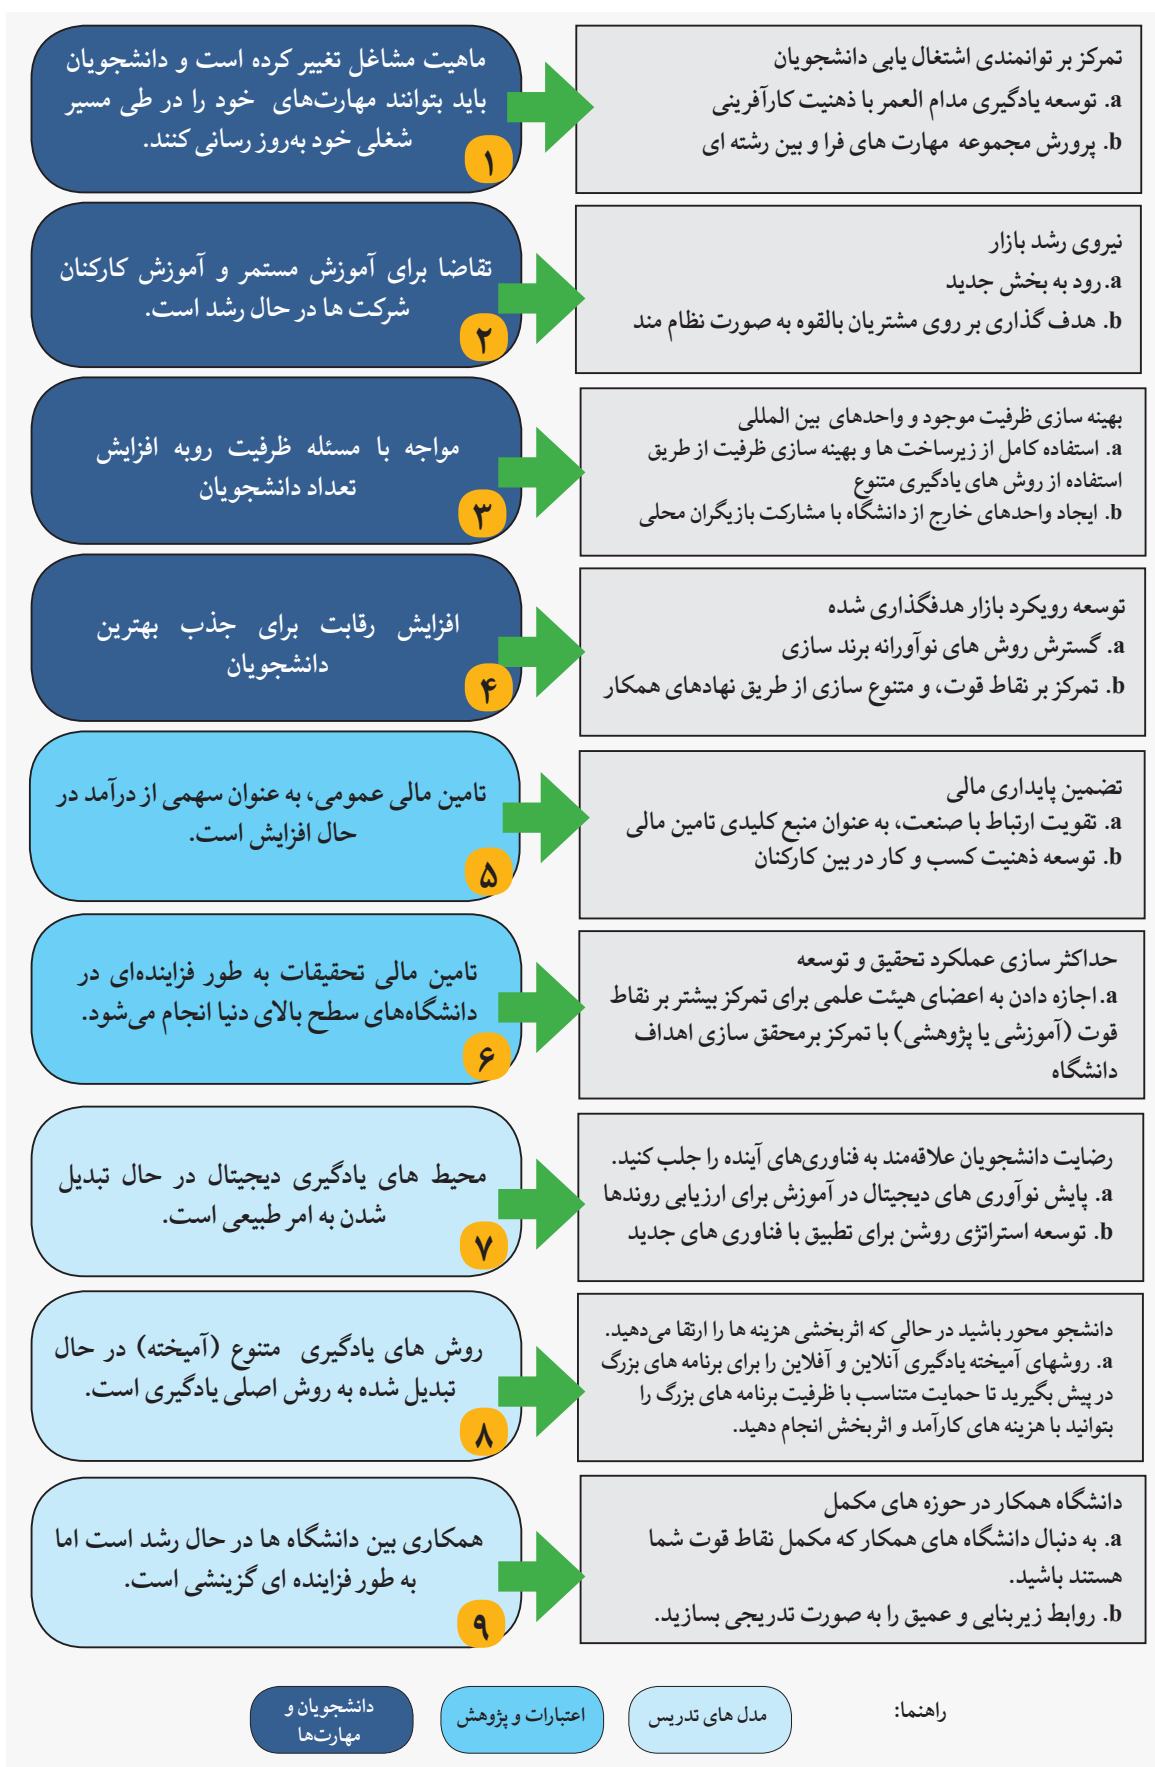 ماهیت مشاغل تغییر کرده است و دانشجویان
باید بتوانند مهارت‌های خود را در طی مسیر
شغلی خود به‌روز رسانی کنند.
۱
تمرکز بر توانمندی اشتغال یابی دانشجویان
a. توسعه یادگیری مدام العمر با ذهنیت کارآفرینی
b. پرورش مجموعه مهارت های فرا و بین رشته ای
تقاضا برای آموزش مستمر و آموزش کارکنان
شرکت ها در حال رشد است.
۲
نیروی رشد بازار
a. رود به بخش جدید
b. هدف گذاری بر روی مشتریان بالقوه به صورت نظام مند
مواجه با مسئله ظرفیت روبه افزایش
تعداد دانشجویان
۳
بهینه سازی ظرفیت موجود و واحدهای بین المللی
a. استفاده کامل از زیرساخت ها و بهینه سازی ظرفیت از طریق
استفاده از روش های یادگیری متنوع
b. ایجاد واحدهای خارج از دانشگاه با مشارکت بازیگران محلی
افزایش رقابت برای جذب بهترین
دانشجویان
۴
توسعه رویکرد بازار هدفگذاری شده
a. گسترش روش های نوآورانه برند سازی
b. تمرکز بر نقاط قوت، و متنوع سازی از طریق نهادهای همکار
تامین مالی عمومی، به عنوان سهمی از درآمد در
حال افزایش است.
۵
تضمین پایداری مالی
a. تقویت ارتباط با صنعت، به عنوان منبع کلیدی تامین مالی
b. توسعه ذهنیت کسب و کار در بین کارکنان
تامین مالی تحقیقات به طور فزاینده‌ای در
دانشگاه‌های سطح بالای دنیا انجام می‌شود.
۶
حداکثر سازی عملکرد تحقیق و توسعه
a. اجازه دادن به اعضای هیئت علمی برای تمرکز بیشتر بر نقاط
قوت (آموزشی یا پژوهشی) با تمرکز برمحقق سازی اهداف
دانشگاه
محیط های یادگیری دیجیتال در حال تبدیل
شدن به امر طبیعی است.
۷
رضایت دانشجویان علاقه‌مند به فناوری‌های آینده را جلب کنید.
a. پایش نوآوری های دیجیتال در آموزش برای ارزیابی روندها
b. توسعه استراتژی روشن برای تطبیق با فناوری های جدید
روش های یادگیری متنوع (آمیخته) در حال
تبدیل شده به روش اصلی یادگیری است.
۸
دانشجو محور باشید در حالی که اثربخشی هزینه ها را ارتقا می‌دهید.
a. روشهای آمیخته یادگیری آنلاین و آفلاین را برای برنامه های بزرگ
در پیش بگیرید تا حمایت متناسب با ظرفیت برنامه های بزرگ را
بتوانید با هزینه های کارآمد و اثربخش انجام دهید.
همکاری بین دانشگاه ها در حال رشد است اما
به طور فزاینده ای گزینشی است.
۹
دانشگاه همکار در حوزه های مکمل
a. به دنبال دانشگاه های همکار که مکمل نقاط قوت شما
هستند باشید.
b. روابط زیربنایی و عمیق را به صورت تدریجی بسازید.
راهنما:
مدل های تدریس
اعتبارات و پژوهش
دانشجویان و
مهارت‌ها